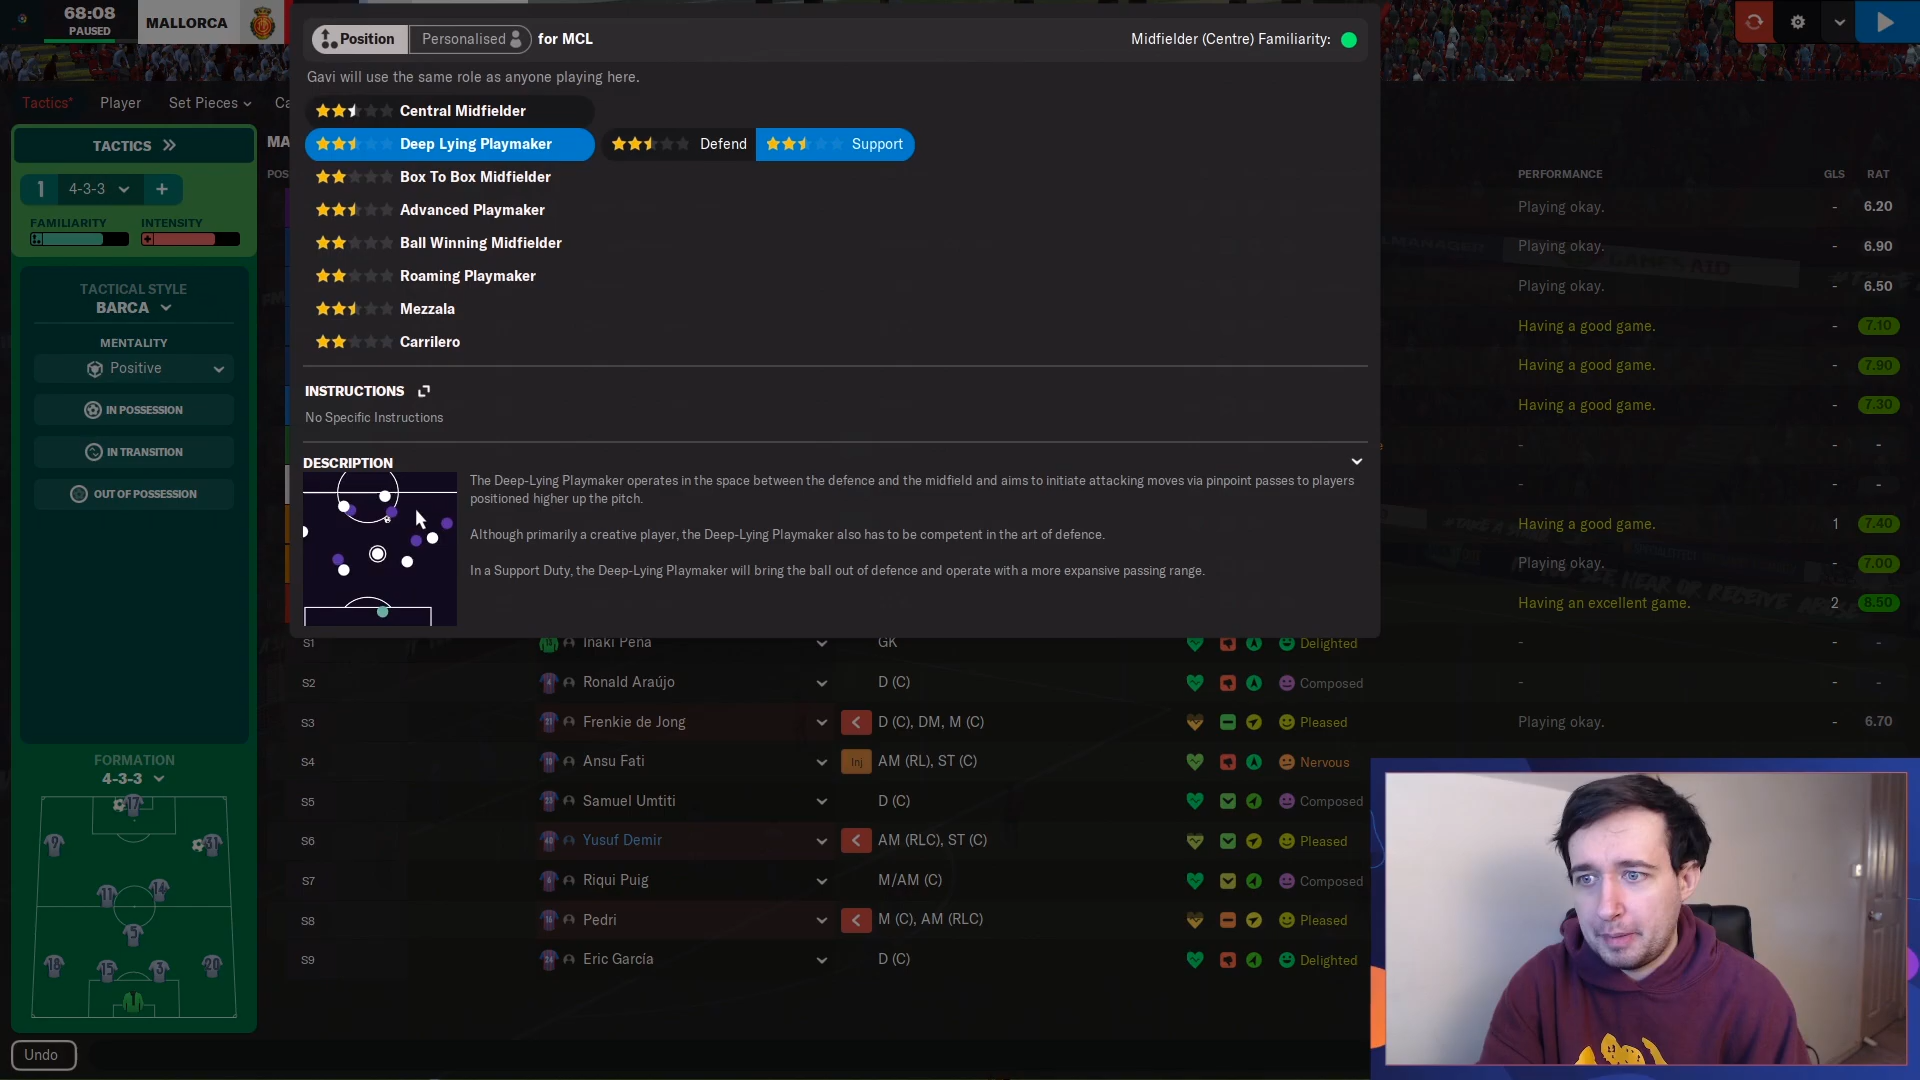 68:08
PAUSED
MALLORCA
Position
Personalised
for MCL
Midfielder (Centre) Familiarity:
Gavi will use the same role as anyone playing here.
Tactics*
Player
Set Pieces
Central Midfielder
Deep Lying Playmaker
Defend
Support
Box To Box Midfielder
Advanced Playmaker
Ball Winning Midfielder
Roaming Playmaker
Mezzala
Carrilero
INSTRUCTIONS
No Specific Instructions
DESCRIPTION
The Deep-Lying Playmaker operates in the space between the defence and the midfield and aims to initiate attacking moves via pinpoint passes to players
positioned higher up the pitch.
Although primarily a creative player, the Deep-Lying Playmaker also has to be competent in the art of defence.
In a Support Duty, the Deep-Lying Playmaker will bring the ball out of defence and operate with a more expansive passing range.
TACTICS
1 4-3-3 +
FAMILIARITY INTENSITY
TACTICAL STYLE
BARCA
MENTALITY
Positive
IN POSSESSION
IN TRANSITION
OUT OF POSSESSION
FORMATION
4-3-3
17
9
11 14
5
18 15 3 20
Undo
PERFORMANCE GLS RAT
Playing okay. - 6.20
Playing okay. - 6.90
Playing okay. - 6.50
Having a good game. - 7.10
Having a good game. - 7.90
Having a good game. - 7.30
- - -
- - -
Having a good game. 1 7.40
Playing okay. - 7.00
Having an excellent game. 2 8.50
S1 Iñaki Peña GK Delighted - - -
S2 Ronald Araújo D (C) Composed - - -
S3 Frenkie de Jong D (C), DM, M (C) Pleased Playing okay. - 6.70
S4 Ansu Fati Inj AM (RL), ST (C) Nervous
S5 Samuel Umtiti D (C) Composed
S6 Yusuf Demir AM (RLC), ST (C) Pleased
S7 Riqui Puig M/AM (C) Composed
S8 Pedri M (C), AM (RLC) Pleased
S9 Eric García D (C) Delighted